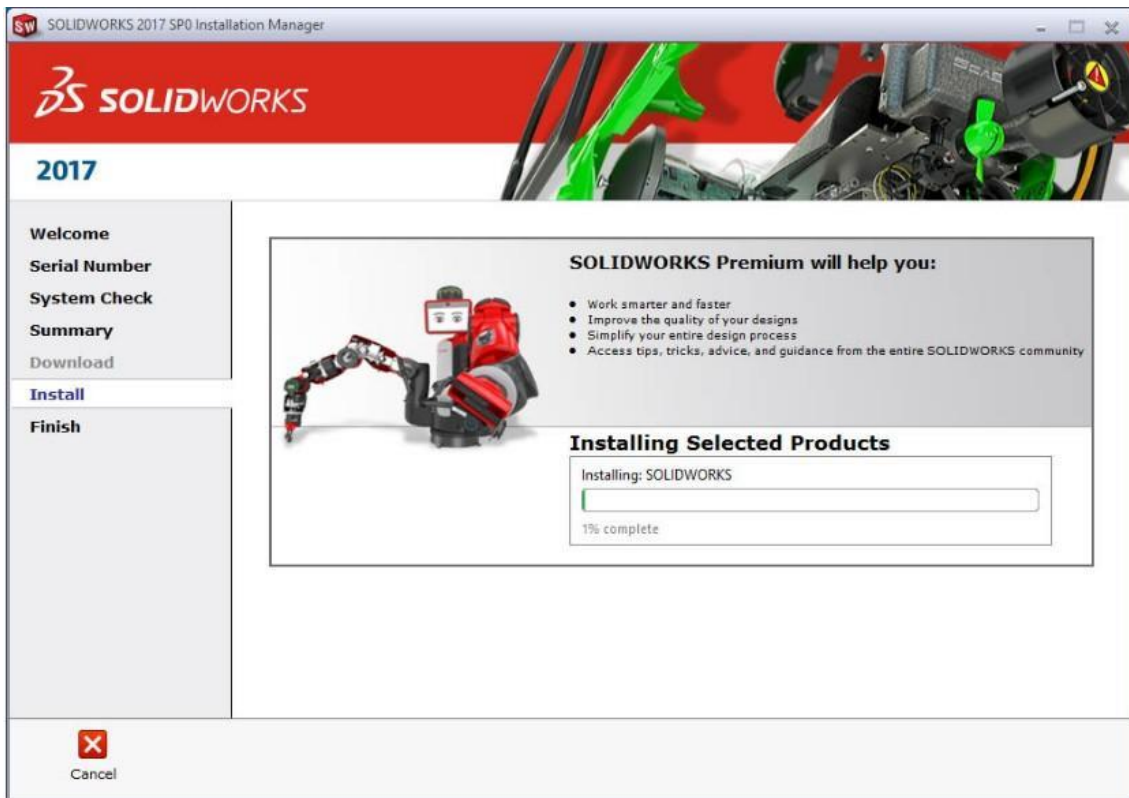 SOLIDWORKS 2017 SP0 Installation Manager
SOLIDWORKS
2017
Welcome
Serial Number
System Check
Summary
Download
Install
Finish
SOLIDWORKS Premium will help you:
Work smarter and faster
Improve the quality of your designs
Simplify your entire design process
Access tips, tricks, advice, and guidance from the entire SOLIDWORKS community
Installing Selected Products
Installing: SOLIDWORKS
1% complete
Cancel